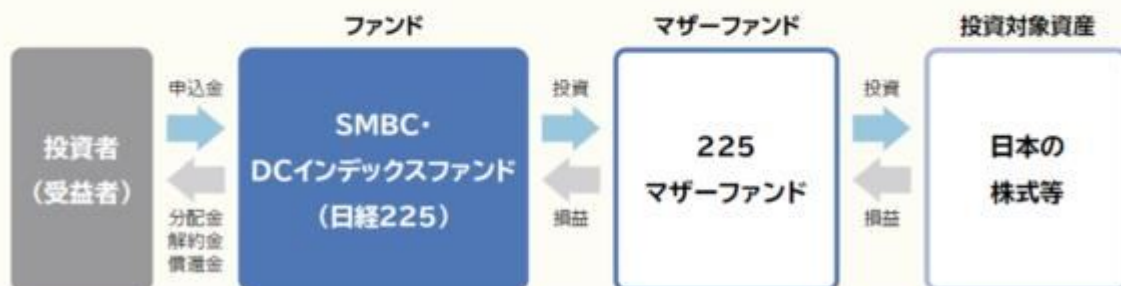 ファンド
マザーファンド
投資対象資産
投資者
(受益者)
申込金
分配金
解約金
償還金
SMBC・
DCインデックスファンド
(日経225)
投資
損益
225
マザーファンド
投資
損益
日本の
株式等